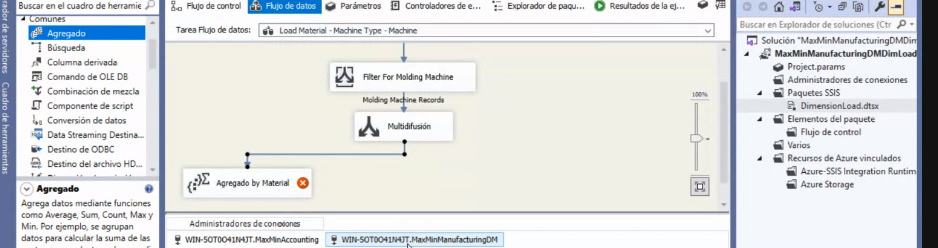 Buscar en el cuadro de herramie
Comunes
Agregado
Búsqueda
Columna derivada
Comando de OLE DB
Combinación de mezcla
Componente de script
Conversión de datos
Data Streaming Destina...
Destino de ODBC
Destino del archivo HD...
Agregado
Agrega datos mediante funciones
como Average, Sum, Count, Max y
Min. Por ejemplo, se agrupan
datos para calcular la suma de las
Cuadro de herramientas
Flujo de control
Flujo de datos
Parámetros
Controladores de e...
Explorador de paqu...
Resultados de la ej...
Tarea Flujo de datos:
Load Material - Machine Type - Machine
Filter For Molding Machine
Molding Machine Records
Multidifusión
Agregado by Material
100%
Administradores de conexiones
WIN-5OT0O41N4JT.MaxMinAccounting
WIN-5OT0O41N4JT.MaxMinManufacturingDM
Buscar en Explorador de soluciones (Ctr
Solución "MaxMinManufacturingDMDim
MaxMinManufacturingDMDimLoad
Project.params
Administradores de conexiones
Paquetes SSIS
DimensionLoad.dtsx
Elementos del paquete
Flujo de control
Varios
Recursos de Azure vinculados
Azure-SSIS Integration Runtim
Azure Storage